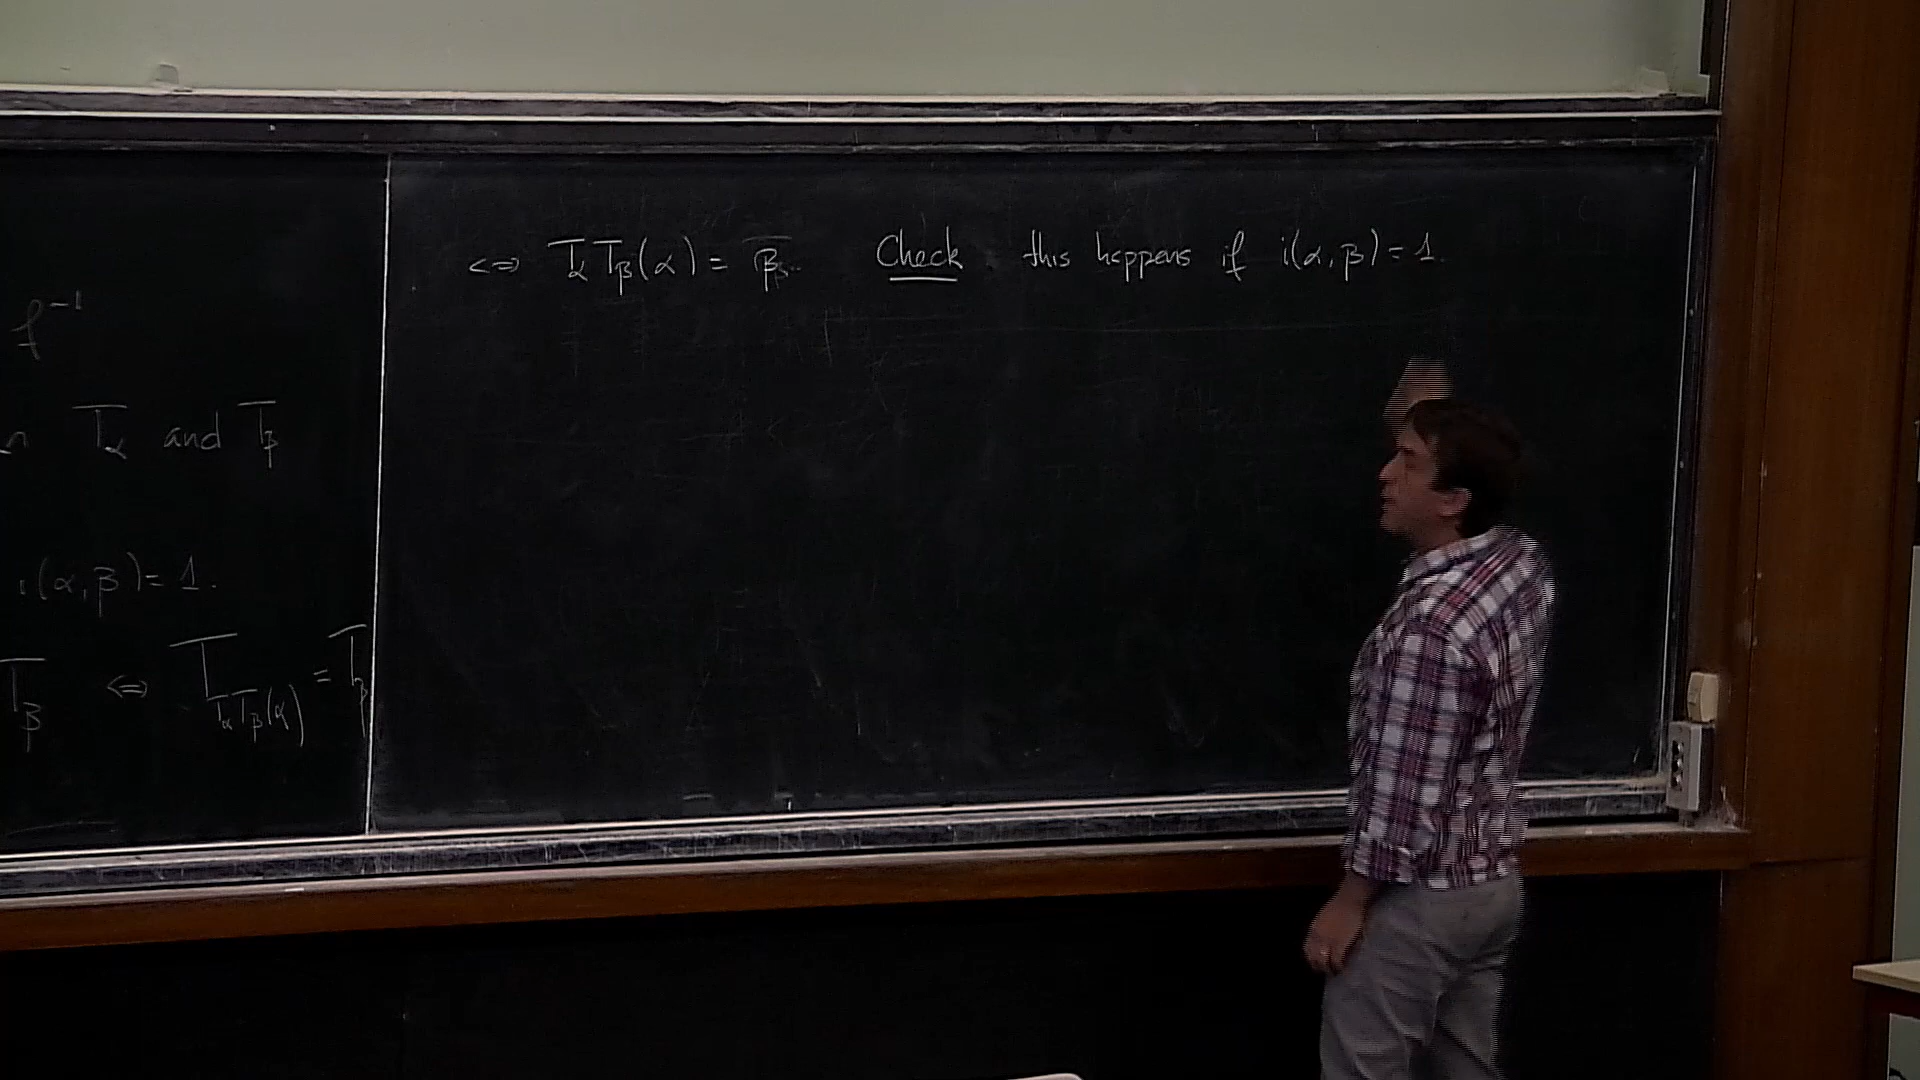 f⁻¹
n T_α and T_β
i(α,β)=1.
T_β ⇔ T_{T_α T_β(α)} = T_β
⇔ T_α T_β(α) = β. Check this happens if i(α,β)=1.